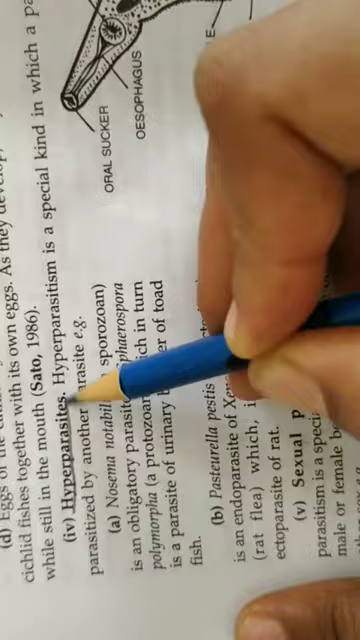 (d) Eggs of the
cichlid fishes together with its own eggs. As they develop,
while still in the mouth (Sato, 1986).
(iv) Hyperparasites. Hyperparasitism is a special kind in which a pa
parasitized by another parasite e.g.
(a) Nosema notabil sporozoan)
is an obligatory parasit phaerospora
polymorpha (a protozoan ich in turn
is a parasite of urinary er of toad
fish.
(b) Pasteurella pestis
is an endoparasite of Xen
(rat flea) which, i
ectoparasite of rat.
(v) Sexual p
parasitism is a speci
male or female b
ORAL SUCKER
OESOPHAGUS